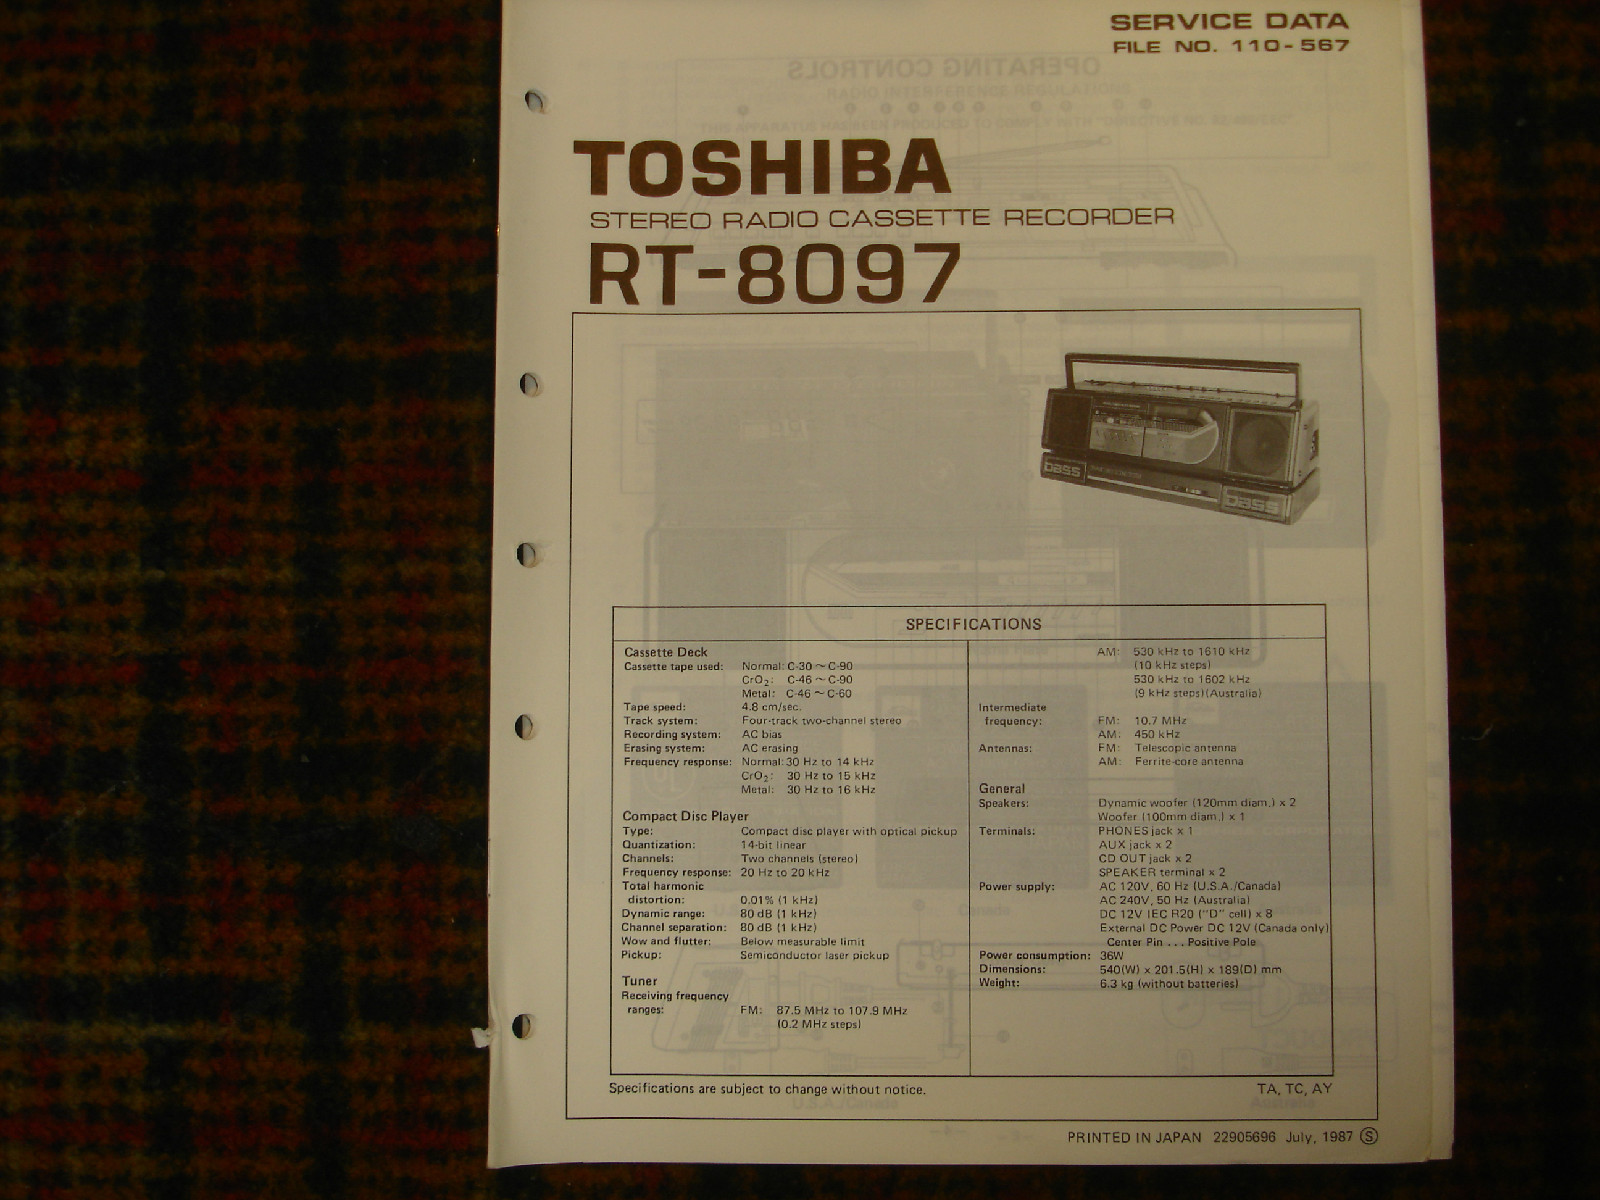 SERVICE DATA
FILE NO. 110-567
OPERATING CONTROLS
RADIO INTERFERENCE REGULATIONS
TOSHIBA
STEREO RADIO CASSETTE RECORDER
RT-8097
bass
bass
SPECIFICATIONS
Cassette Deck
Cassette tape used: Normal: C-30 ~ C-90
CrO2: C-46 ~ C-90
Metal: C-46 ~ C-60
Tape speed: 4.8 cm/sec.
Track system: Four-track two-channel stereo
Recording system: AC bias
Erasing system: AC erasing
Frequency response: Normal: 30 Hz to 14 kHz
CrO2: 30 Hz to 15 kHz
Metal: 30 Hz to 16 kHz
Compact Disc Player
Type: Compact disc player with optical pickup
Quantization: 14-bit linear
Channels: Two channels (stereo)
Frequency response: 20 Hz to 20 kHz
Total harmonic
distortion: 0.01% (1 kHz)
Dynamic range: 80 dB (1 kHz)
Channel separation: 80 dB (1 kHz)
Wow and flutter: Below measurable limit
Pickup: Semiconductor laser pickup
Tuner
Receiving frequency
ranges: FM: 87.5 MHz to 107.9 MHz
(0.2 MHz steps)
AM: 530 kHz to 1610 kHz
(10 kHz steps)
530 kHz to 1602 kHz
(9 kHz steps)(Australia)
Intermediate
frequency: FM: 10.7 MHz
AM: 450 kHz
Antennas: FM: Telescopic antenna
AM: Ferrite-core antenna
General
Speakers: Dynamic woofer (120mm diam.) x 2
Woofer (100mm diam.) x 1
Terminals: PHONES jack x 1
AUX jack x 2
CD OUT jack x 2
SPEAKER terminal x 2
Power supply: AC 120V, 60 Hz (U.S.A./Canada)
AC 240V, 50 Hz (Australia)
DC 12V IEC R20 ("D" cell) x 8
External DC Power DC 12V (Canada only)
Center Pin . . . Positive Pole
Power consumption: 36W
Dimensions: 540(W) x 201.5(H) x 189(D) mm
Weight: 6.3 kg (without batteries)
Specifications are subject to change without notice.
TA, TC, AY
PRINTED IN JAPAN 22905696 July, 1987 Ⓢ